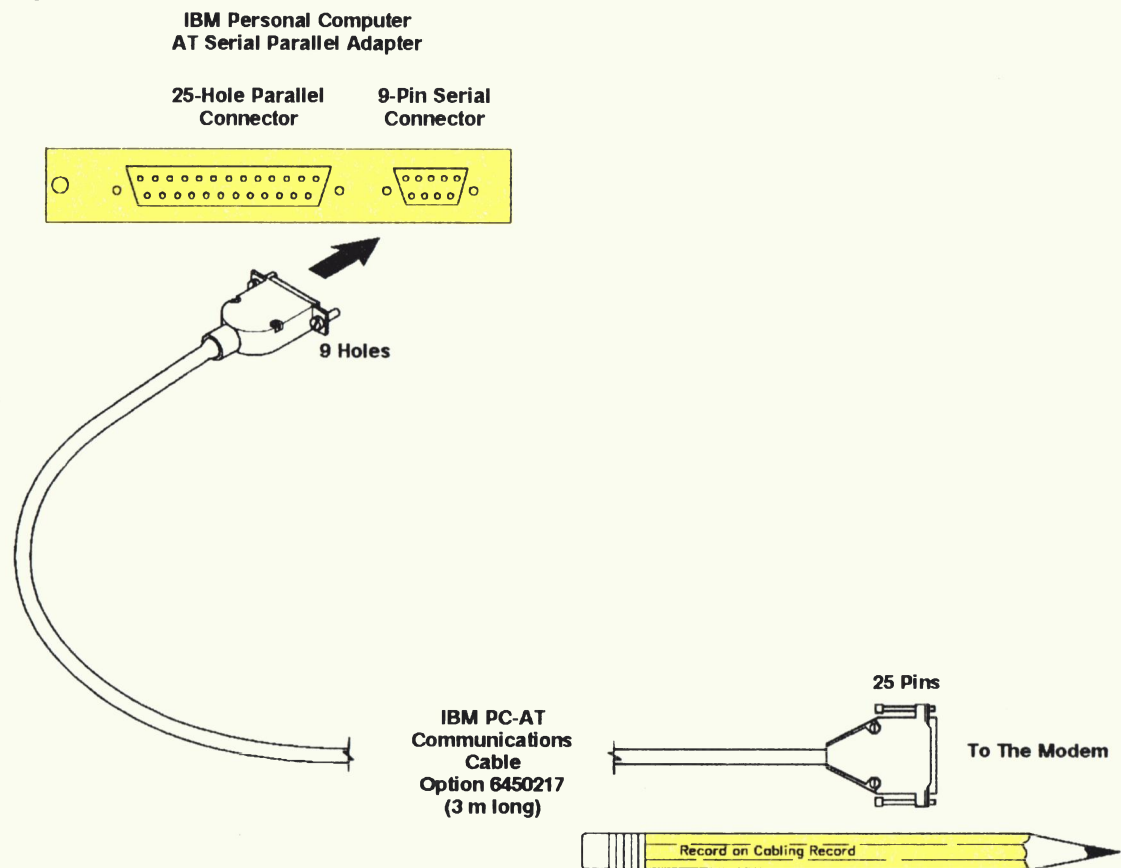 IBM Personal Computer
AT Serial Parallel Adapter
25-Hole Parallel
Connector
9-Pin Serial
Connector
9 Holes
25 Pins
IBM PC-AT
Communications
Cable
Option 6450217
(3 m long)
To The Modem
Record on Cabling Record